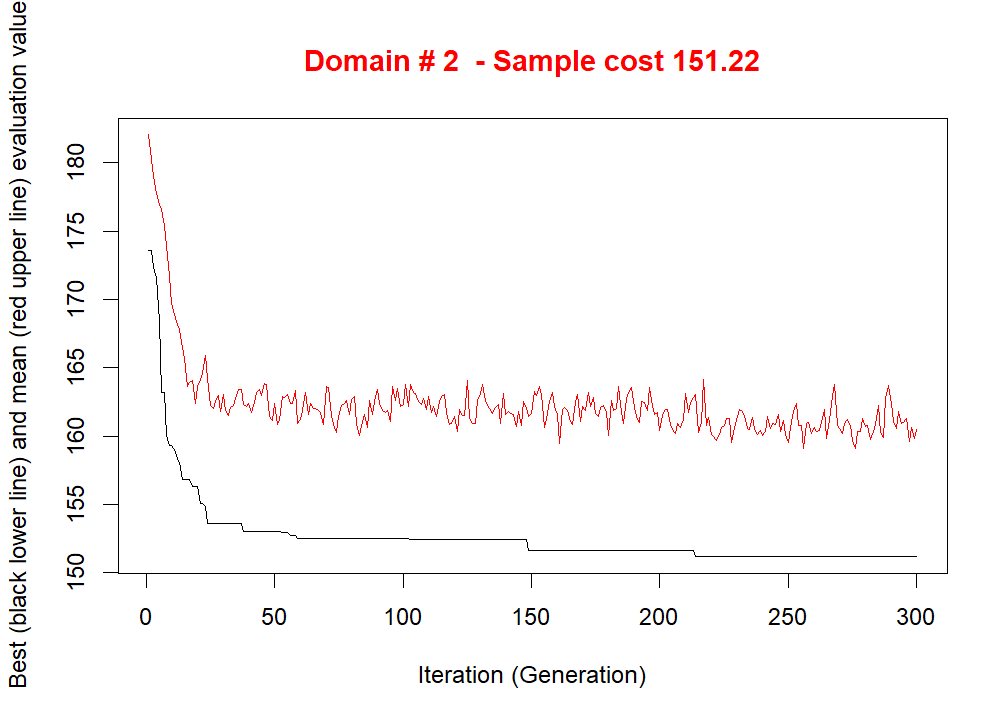 Domain # 2  - Sample cost 151.22
Best (black lower line) and mean (red upper line) evaluation value
180
175
170
165
160
155
150
0 50 100 150 200 250 300
Iteration (Generation)